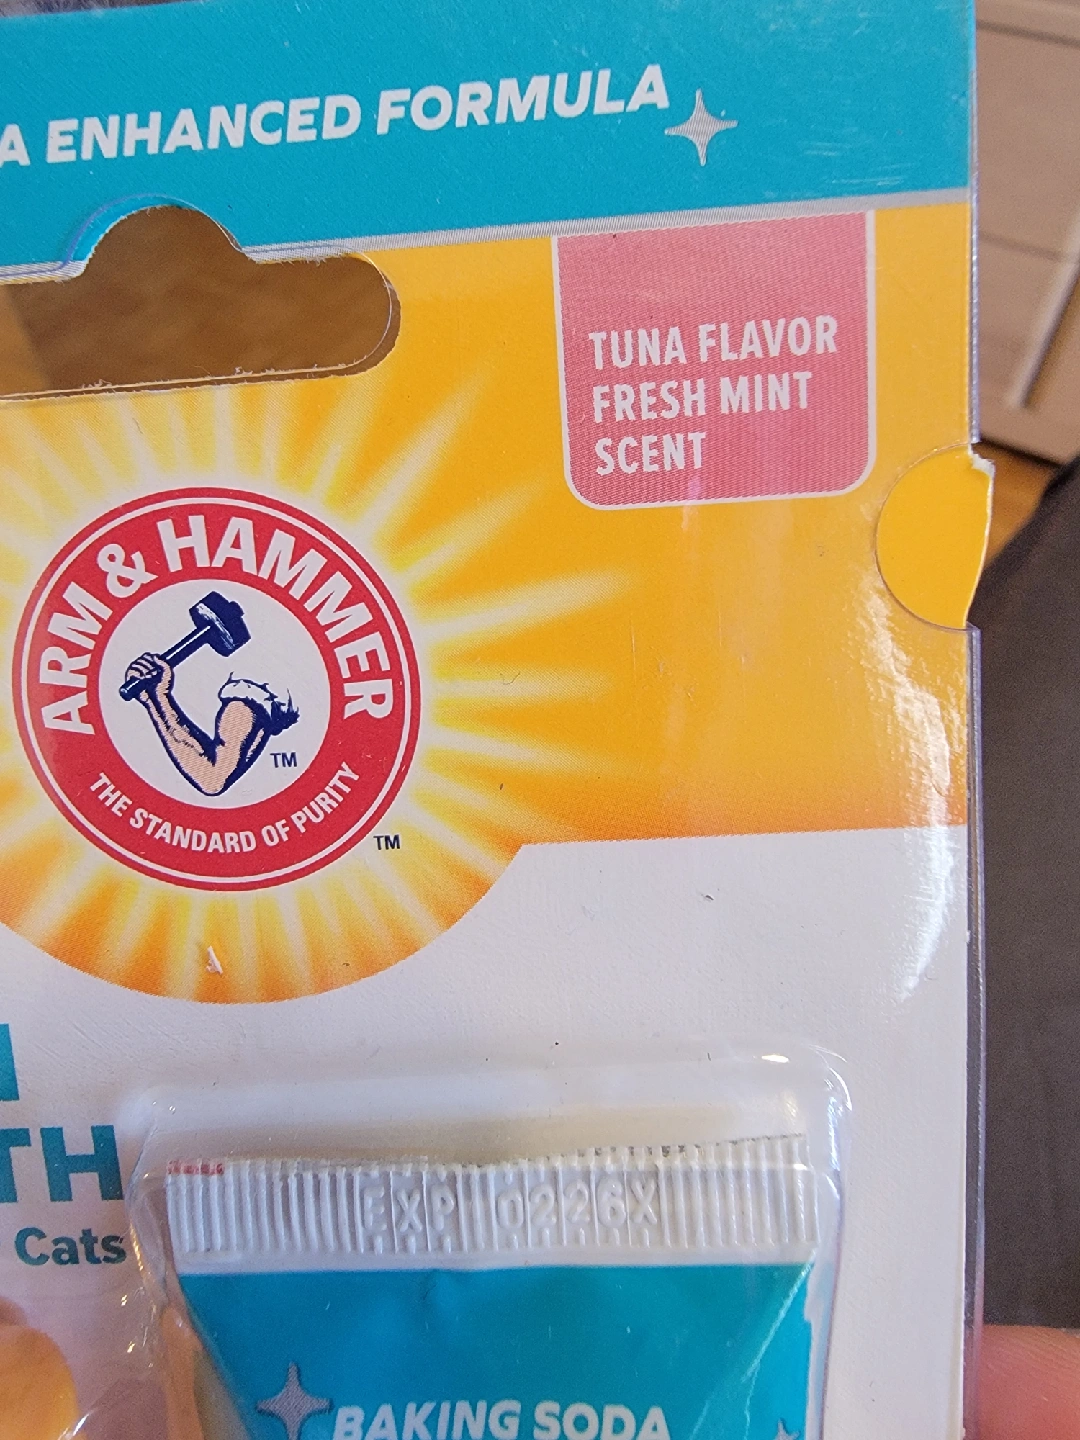 A ENHANCED FORMULA
TUNA FLAVOR
FRESH MINT
SCENT
ARM & HAMMER
TM
THE STANDARD OF PURITY
TM
TH
Cats
EXP 0226X
BAKING SODA